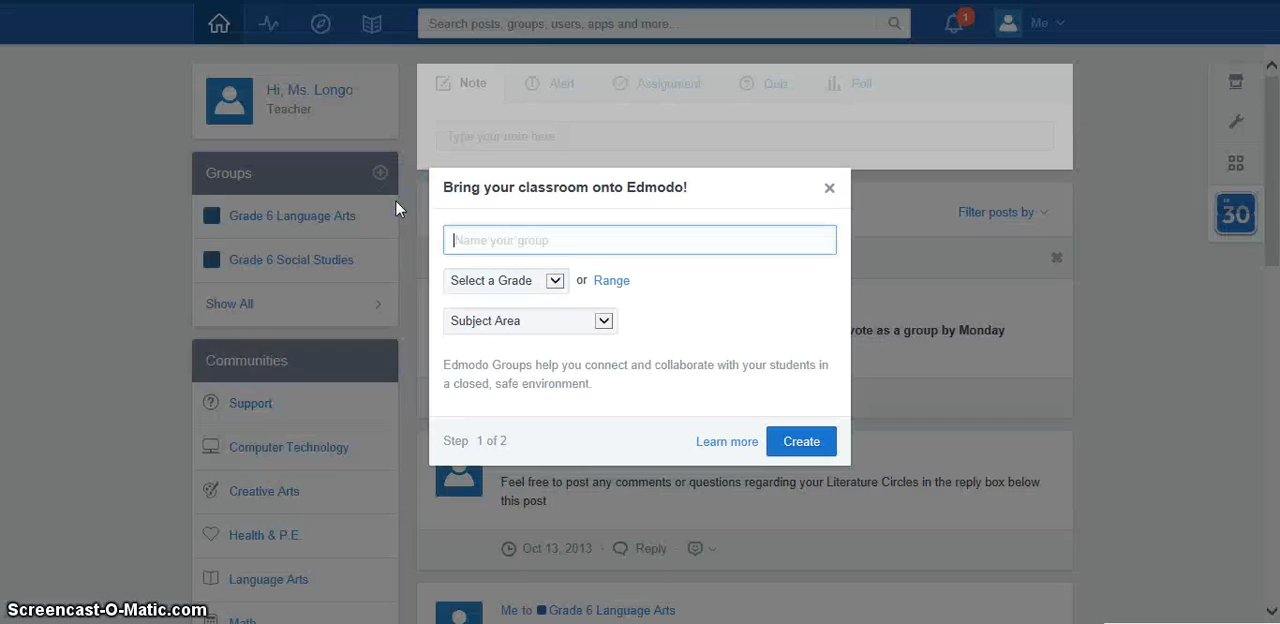 Search posts, groups, users, apps and more...
1
Me
Hi, Ms. Longo
Teacher
Groups
Grade 6 Language Arts
Grade 6 Social Studies
Show All
Communities
Support
Computer Technology
Creative Arts
Health & P.E.
Language Arts
Math
Note
Alert
Assignment
Quiz
Poll
Type your note here...
Filter posts by
Bring your classroom onto Edmodo!
Name your group
Select a Grade or Range
Subject Area
Edmodo Groups help you connect and collaborate with your students in
a closed, safe environment.
Step 1 of 2
Learn more
Create
vote as a group by Monday
Feel free to post any comments or questions regarding your Literature Circles in the reply box below
this post
Oct 13, 2013 · Reply ·
Me to Grade 6 Language Arts
30
Screencast-O-Matic.com